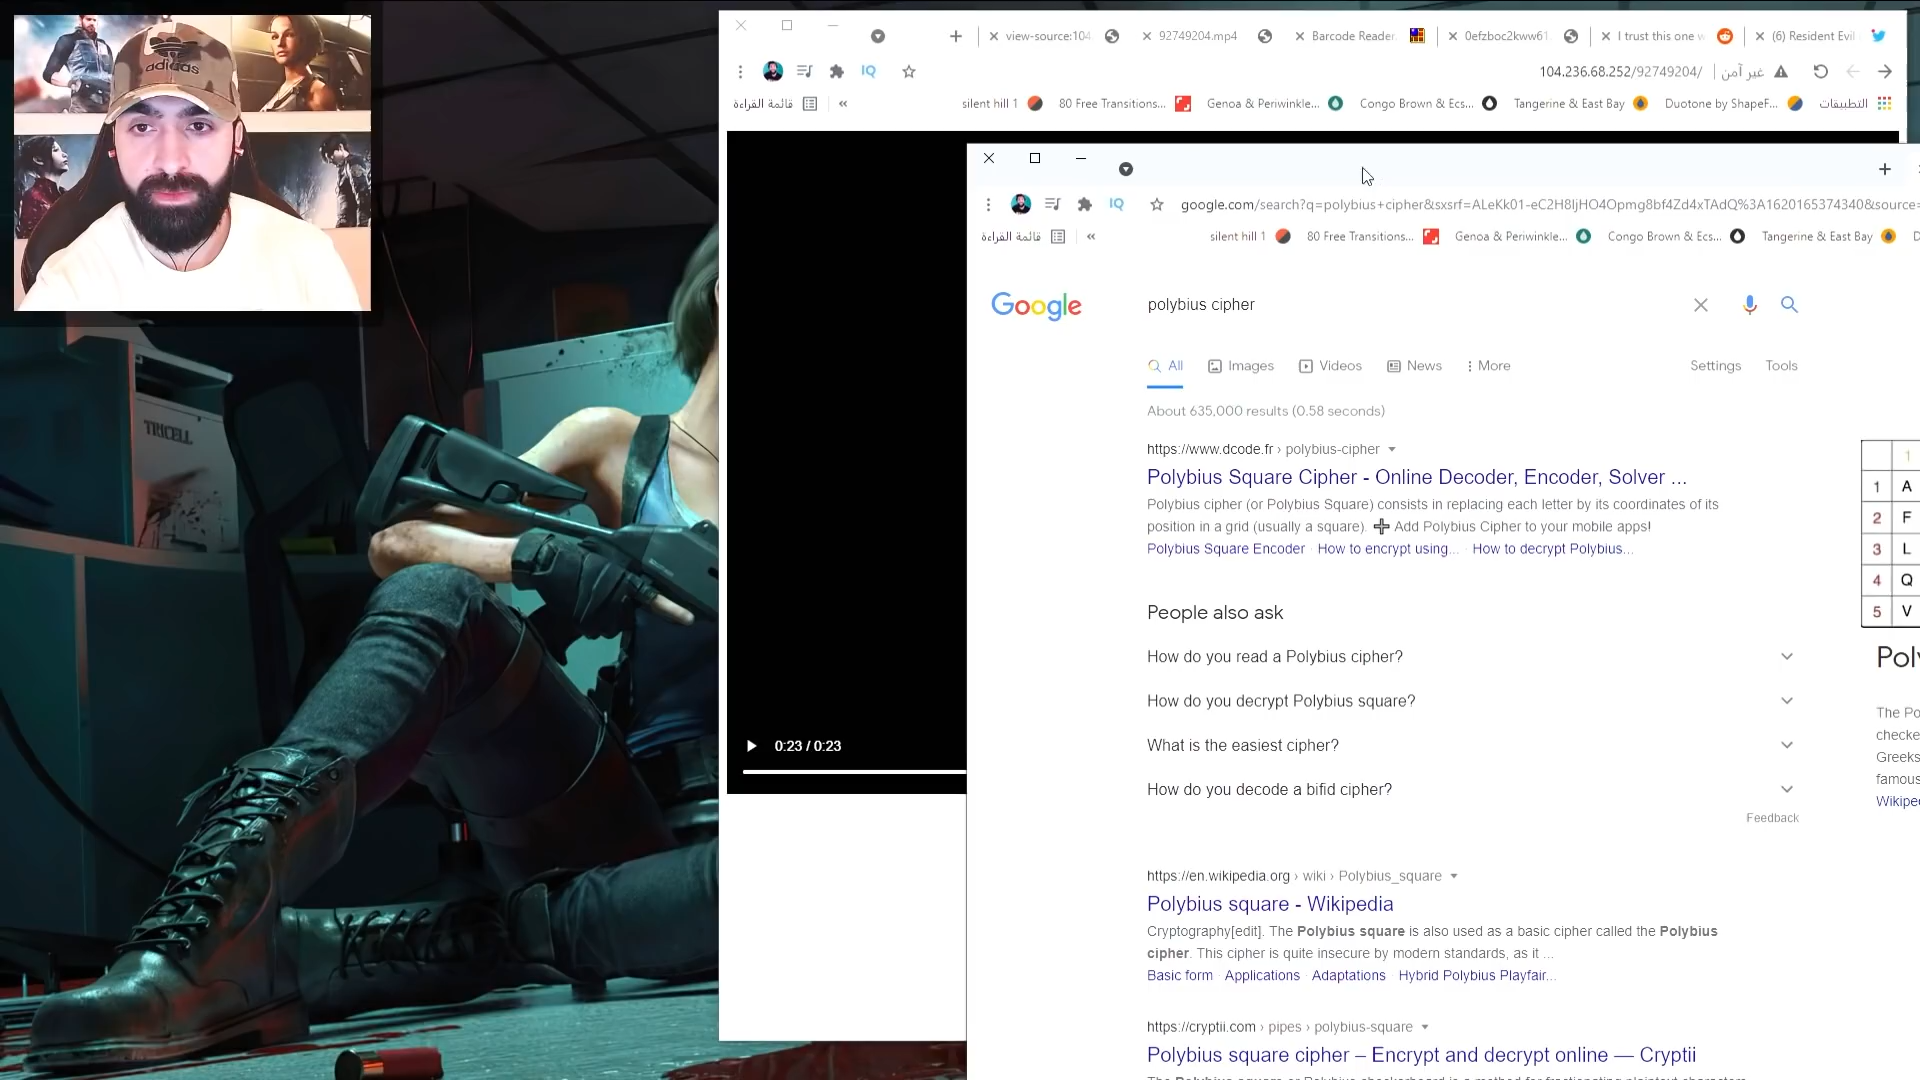 adidas
TRICELL
view-source:104
92749204.mp4
Barcode Reader.
0efzboc2kww61.
I trust this one w
(6) Resident Evil
IQ
104.236.68.252/92749204/
غير آمن
قائمة القراءة
silent hill 1
80 Free Transitions...
Genoa & Periwinkle...
Congo Brown & Ecs...
Tangerine & East Bay
Duotone by ShapeF...
التطبيقات
0:23 / 0:23
IQ
google.com/search?q=polybius+cipher&sxsrf=ALeKk01-eC2H8IjHO4Opmg8bf4Zd4xTAdQ%3A1620165374340&source=
قائمة القراءة
silent hill 1
80 Free Transitions...
Genoa & Periwinkle...
Congo Brown & Ecs...
Tangerine & East Bay
Google
polybius cipher
All
Images
Videos
News
More
Settings
Tools
About 635,000 results (0.58 seconds)
https://www.dcode.fr › polybius-cipher
Polybius Square Cipher - Online Decoder, Encoder, Solver ...
Polybius cipher (or Polybius Square) consists in replacing each letter by its coordinates of its
position in a grid (usually a square). ➕ Add Polybius Cipher to your mobile apps!
Polybius Square Encoder · How to encrypt using... · How to decrypt Polybius...
People also ask
How do you read a Polybius cipher?
How do you decrypt Polybius square?
What is the easiest cipher?
How do you decode a bifid cipher?
Feedback
https://en.wikipedia.org › wiki › Polybius_square
Polybius square - Wikipedia
Cryptography[edit]. The Polybius square is also used as a basic cipher called the Polybius
cipher. This cipher is quite insecure by modern standards, as it ...
Basic form · Applications · Adaptations · Hybrid Polybius Playfair...
https://cryptii.com › pipes › polybius-square
Polybius square cipher – Encrypt and decrypt online — Cryptii
1
1 A
2 F
3 L
4 Q
5 V
Pol
The Po
checke
Greeks
famous
Wikipe